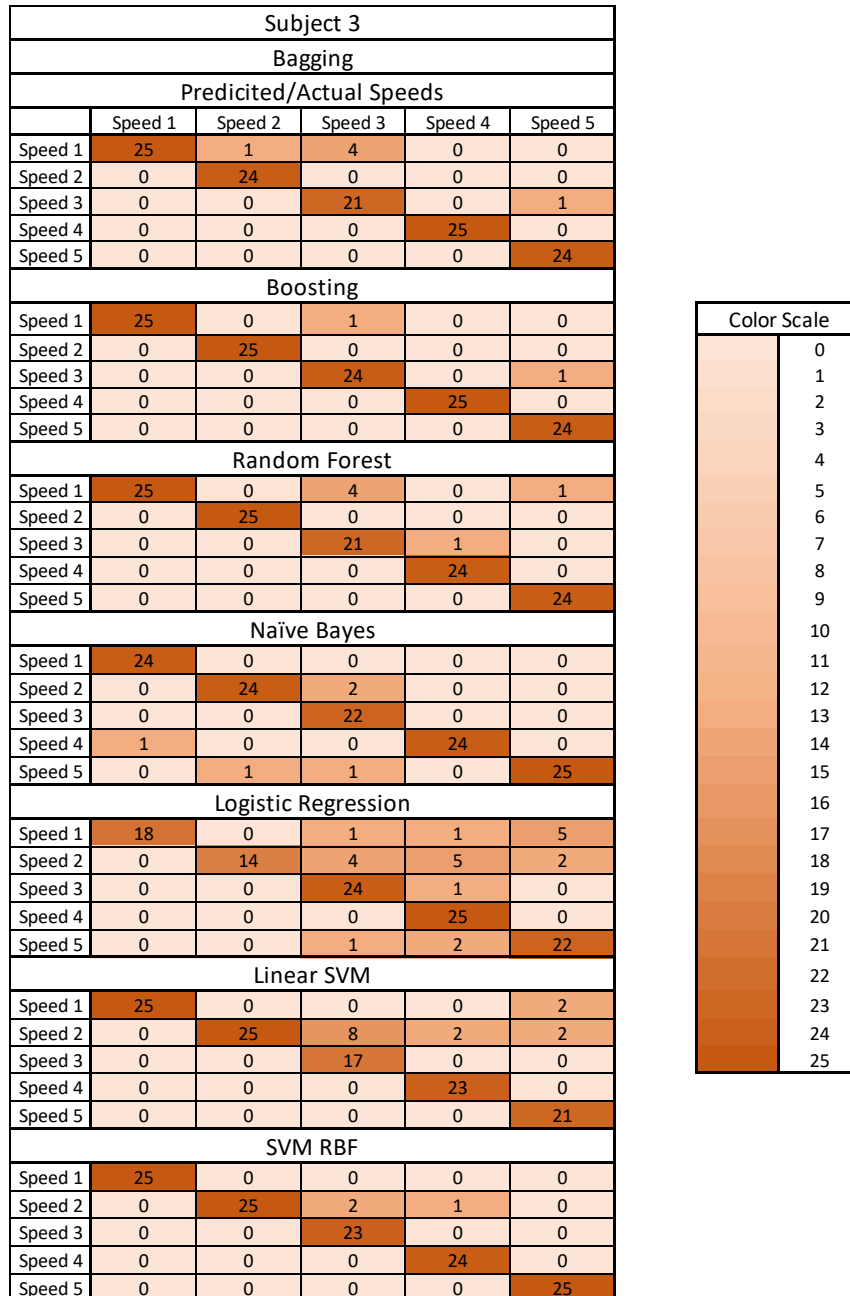 Subject 3
Bagging
Predicited/Actual Speeds
Speed 1 Speed 2 Speed 3 Speed 4 Speed 5
Speed 1 25 1 4 0 0
Speed 2 0 24 0 0 0
Speed 3 0 0 21 0 1
Speed 4 0 0 0 25 0
Speed 5 0 0 0 0 24
Boosting
Speed 1 25 0 1 0 0
Speed 2 0 25 0 0 0
Speed 3 0 0 24 0 1
Speed 4 0 0 0 25 0
Speed 5 0 0 0 0 24
Random Forest
Speed 1 25 0 4 0 1
Speed 2 0 25 0 0 0
Speed 3 0 0 21 1 0
Speed 4 0 0 0 24 0
Speed 5 0 0 0 0 24
Naïve Bayes
Speed 1 24 0 0 0 0
Speed 2 0 24 2 0 0
Speed 3 0 0 22 0 0
Speed 4 1 0 0 24 0
Speed 5 0 1 1 0 25
Logistic Regression
Speed 1 18 0 1 1 5
Speed 2 0 14 4 5 2
Speed 3 0 0 24 1 0
Speed 4 0 0 0 25 0
Speed 5 0 0 1 2 22
Linear SVM
Speed 1 25 0 0 0 2
Speed 2 0 25 8 2 2
Speed 3 0 0 17 0 0
Speed 4 0 0 0 23 0
Speed 5 0 0 0 0 21
SVM RBF
Speed 1 25 0 0 0 0
Speed 2 0 25 2 1 0
Speed 3 0 0 23 0 0
Speed 4 0 0 0 24 0
Speed 5 0 0 0 0 25
Color Scale
0
1
2
3
4
5
6
7
8
9
10
11
12
13
14
15
16
17
18
19
20
21
22
23
24
25